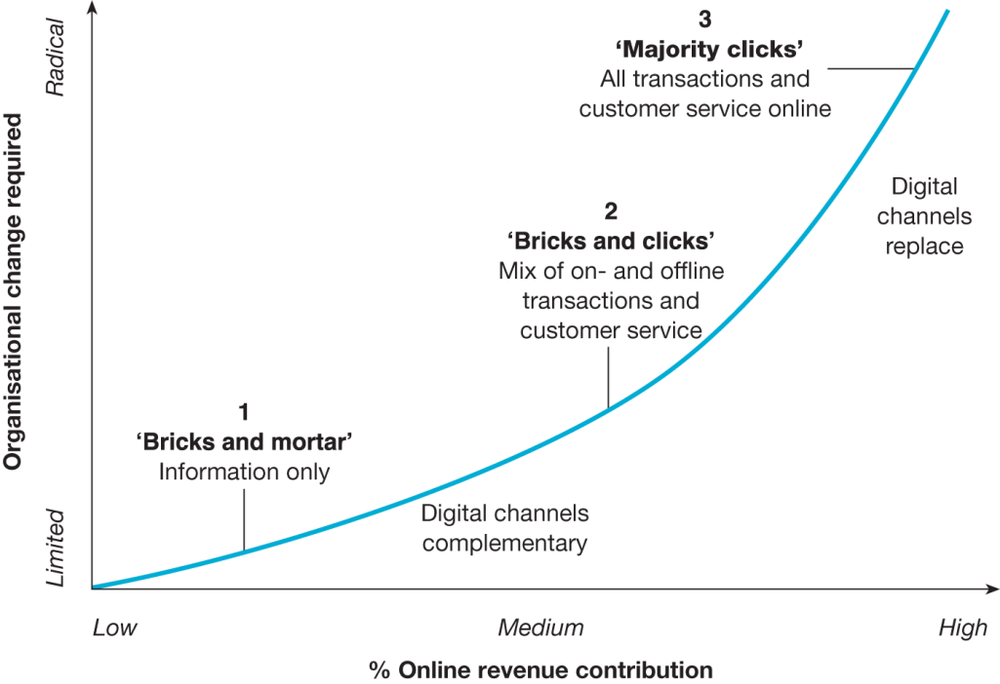 Radical
Organisational change required
Limited
3
‘Majority clicks’
All transactions and
customer service online
Digital
channels
replace
2
‘Bricks and clicks’
Mix of on- and offline
transactions and
customer service
1
‘Bricks and mortar’
Information only
Digital channels
complementary
Low
Medium
High
% Online revenue contribution